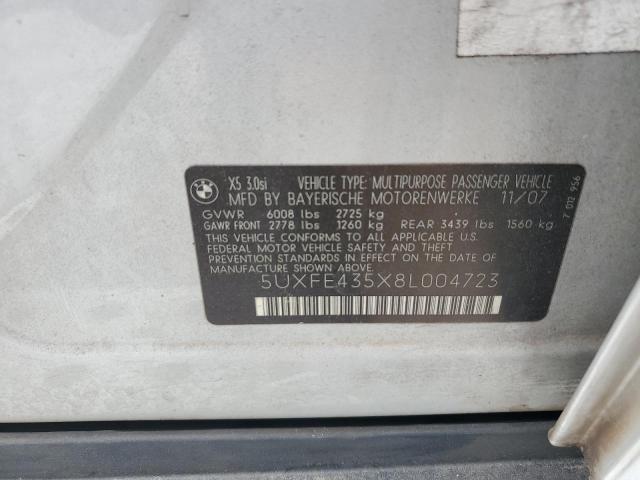 BMW
X5 3.0si VEHICLE TYPE: MULTIPURPOSE PASSENGER VEHICLE
MFD BY BAYERISCHE MOTORENWERKE 11/07
GVWR 6008 lbs 2725 kg
GAWR FRONT 2778 lbs 1260 kg REAR 3439 lbs 1560 kg
THIS VEHICLE CONFORMS TO ALL APPLICABLE U.S.
FEDERAL MOTOR VEHICLE SAFETY AND THEFT
PREVENTION STANDARDS IN EFFECT ON THE DATE
OF MANUFACTURE SHOWN ABOVE.
5UXFE435X8L004723
7 012 956